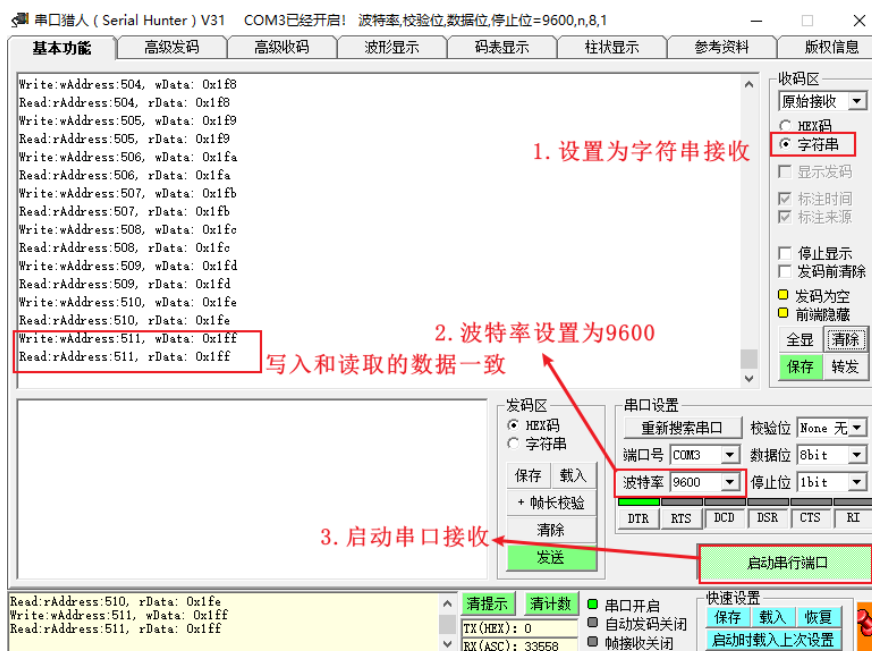 串口猎人(Serial Hunter)V31 COM3已经开启! 波特率,校验位,数据位,停止位=9600,n,8,1
基本功能 高级发码 高级收码 波形显示 码表显示 柱状显示 参考资料 版权信息
Write:wAddress:504, wData: 0x1f8
Read:rAddress:504, rData: 0x1f8
Write:wAddress:505, wData: 0x1f9
Read:rAddress:505, rData: 0x1f9
Write:wAddress:506, wData: 0x1fa
Read:rAddress:506, rData: 0x1fa
Write:wAddress:507, wData: 0x1fb
Read:rAddress:507, rData: 0x1fb
Write:wAddress:508, wData: 0x1fc
Read:rAddress:508, rData: 0x1fc
Write:wAddress:509, wData: 0x1fd
Read:rAddress:509, rData: 0x1fd
Write:wAddress:510, wData: 0x1fe
Read:rAddress:510, rData: 0x1fe
Write:wAddress:511, wData: 0x1ff
Read:rAddress:511, rData: 0x1ff
写入和读取的数据一致
1.设置为字符串接收
2.波特率设置为9600
3.启动串口接收
收码区
原始接收
HEX码
字符串
显示发码
标注时间
标注来源
停止显示
发码前清除
发码为空
前端隐藏
全显 清除
保存 转发
发码区
HEX码
字符串
保存 载入
+ 帧长校验
清除
发送
串口设置
重新搜索串口 校验位 None 无
端口号 COM3 数据位 8bit
波特率 9600 停止位 1bit
DTR RTS DCD DSR CTS RI
启动串行端口
Read:rAddress:510, rData: 0x1fe
Write:wAddress:511, wData: 0x1ff
Read:rAddress:511, rData: 0x1ff
清提示 清计数
TX(HEX): 0
RX(ASC): 33558
串口开启
自动发码关闭
帧接收关闭
快速设置
保存 载入 恢复
启动时载入上次设置